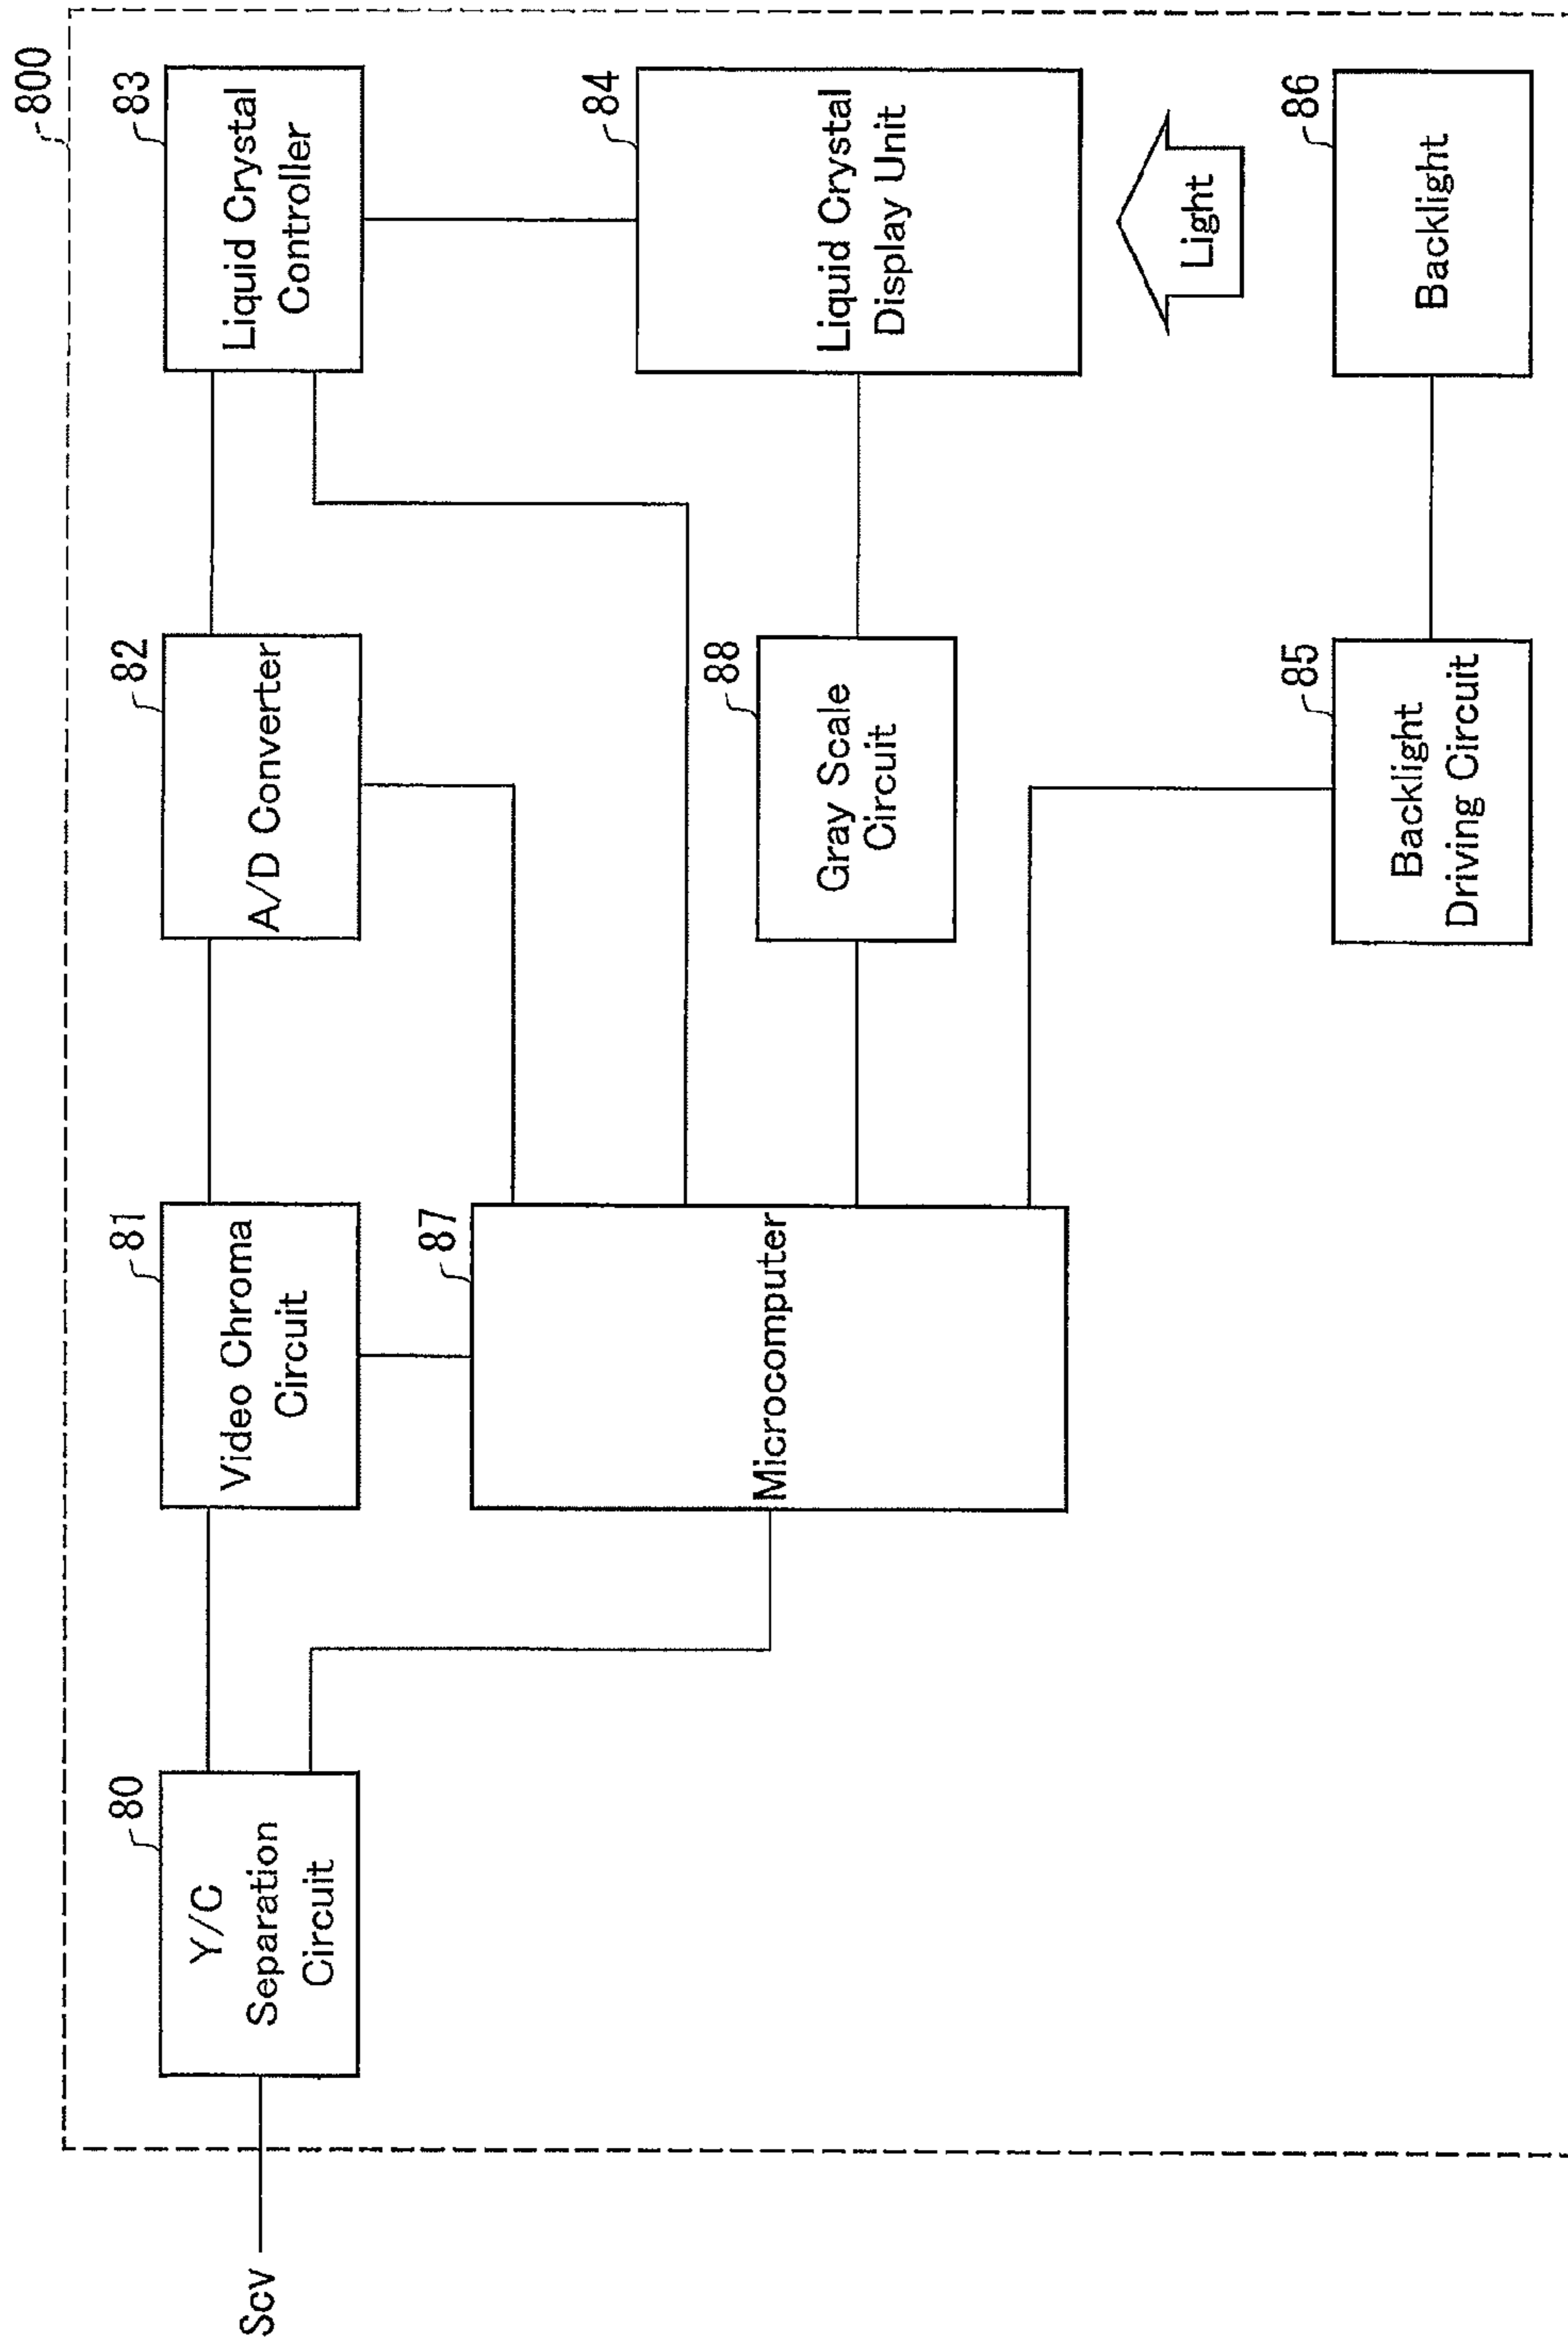 800
80
Y/C
Separation
Circuit
81
Video Chroma
Circuit
82
A/D Converter
83
Liquid Crystal
Controller
Scv
87
Microcomputer
88
Gray Scale
Circuit
84
Liquid Crystal
Display Unit
Light
85
Backlight
Driving Circuit
86
Backlight